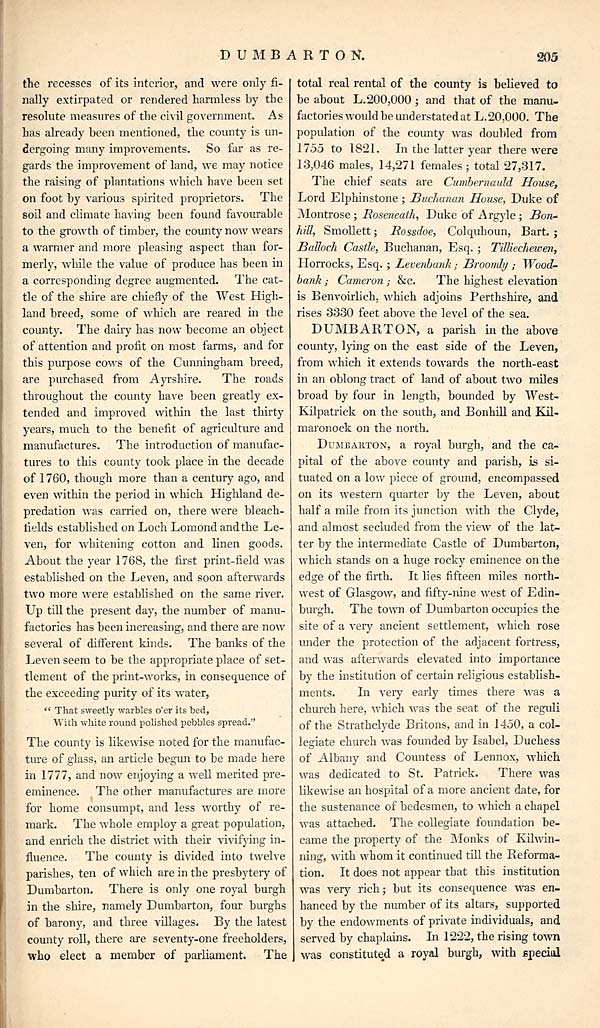 DUMBARTON.
205
the recesses of its interior, and were only fi-
nally extirpated or rendered harmless by the
resolute measures of the civil government. As
has already been mentioned, the county is un-
dergoing many improvements. So far as re-
gards the improvement of land, we may notice
the raising of plantations which have been set
on foot by various spirited proprietors. The
soil and climate having been found favourable
to the growth of timber, the county now wears
a warmer and more pleasing aspect than for-
merly, while the value of produce has been in
a corresponding degree augmented. The cat-
tle of the shire are chiefly of the West High-
land breed, some of which are reared in the
county. The dairy has now become an object
of attention and profit on most farms, and for
this purpose cows of the Cunningham breed,
are purchased from Ayrshire. The roads
throughout the county have been greatly ex-
tended and improved within the last thirty
years, much to the benefit of agriculture and
manufactures. The introduction of manufac-
tures to this county took place in the decade
of 1760, though more than a century ago, and
even within the period in which Highland de-
predation was carried on, there were bleach-
fields established on Loch Lomond and the Le-
ven, for whitening cotton and linen goods.
About the year 1768, the first print-field was
established on the Leven, and soon afterwards
two more were established on the same river.
Up till the present day, the number of manu-
factories has been increasing, and there are now
several of different kinds. The banks of the
Leven seem to be the appropriate place of set-
tlement of the print-works, in consequence of
the exceeding purity of its water,
“ That sweetly warbles o'er its bed,
With white round polished pebbles spread.”
The county is likewise noted for the manufac-
ture of glass, an article begun to be made here
in 1777, and now enjoying a well merited pre-
eminence. The other manufactures are more
for home consumpt, and less worthy of re-
mark. The whole employ a great population,
and enrich the district with their vivifying in-
fluence. The county is divided into twelve
parishes, ten of which are in the presbytery of
Dumbarton. There is only one royal burgh
in the shire, namely Dumbarton, four burghs
of barony, and three villages. By the latest
county roll, there are seventy-one freeholders,
who elect a member of parliament. The
total real rental of the county is believed to
be about L.200,000 ; and that of the manu-
factories would be understated at L.20,000. The
population of the county was doubled from
1755 to 1821. In the latter year there were
13,046 males, 14,271 females ; total 27,317.
The chief seats are Cumbernauld House,
Lord Elphinstone ; Buchanan House, Duke of
Montrose ; Roseneath, Duke of Argyle ; Bon-
hill, Smollett ; Rossdoe, Colquhoun, Bart. ;
Balloch Castle, Buchanan, Esq. ; Tilliechewen,
Horrocks, Esq. ; Levenbank ; Broomly ; Wood-
bank ; Cameron ; &c. The highest elevation
is Benvoirlich, which adjoins Perthshire, and
rises 3330 feet above the level of the sea.
DUMBARTON, a parish in the above
county, lying on the east side of the Leven,
from which it extends towards the north-east
in an oblong tract of land of about two miles
broad by four in length, bounded by West-
Kilpatrick on the south, and Bonhill and Kil-
maronock on the north.
DUMBARTON, a royal burgh, and the ca-
pital of the above county and parish, is si-
tuated on a low piece of ground, encompassed
on its western quarter by the Leven, about
half a mile from its junction with the Clyde,
and almost secluded from the view of the lat-
ter by the intermediate Castle of Dumbarton,
which stands on a huge rocky eminence on the
edge of the firth. It lies fifteen miles north-
west of Glasgow, and fifty-nine west of Edin-
burgh. The town of Dumbarton occupies the
site of a very ancient settlement, which rose
under the protection of the adjacent fortress,
and was afterwards elevated into importance
by the institution of certain religious establish-
ments. In very early times there was a
church here, which was the seat of the reguli
of the Strathclyde Britons, and in 1450, a col-
legiate church was founded by Isabel, Duchess
of Albany and Countess of Lennox, which
was dedicated to St. Patrick. There was
likewise an hospital of a more ancient date, for
the sustenance of bedesmen, to which a chapel
was attached. The collegiate foundation be-
came the property of the Monks of Kilwin-
ning, with whom it continued till the Reforma-
tion. It does not appear that this institution
was very rich ; but its consequence was en-
hanced by the number of its altars, supported
by the endowments of private individuals, and
served by chaplains. In 1222, the rising town
was constituted a royal burgh, with special